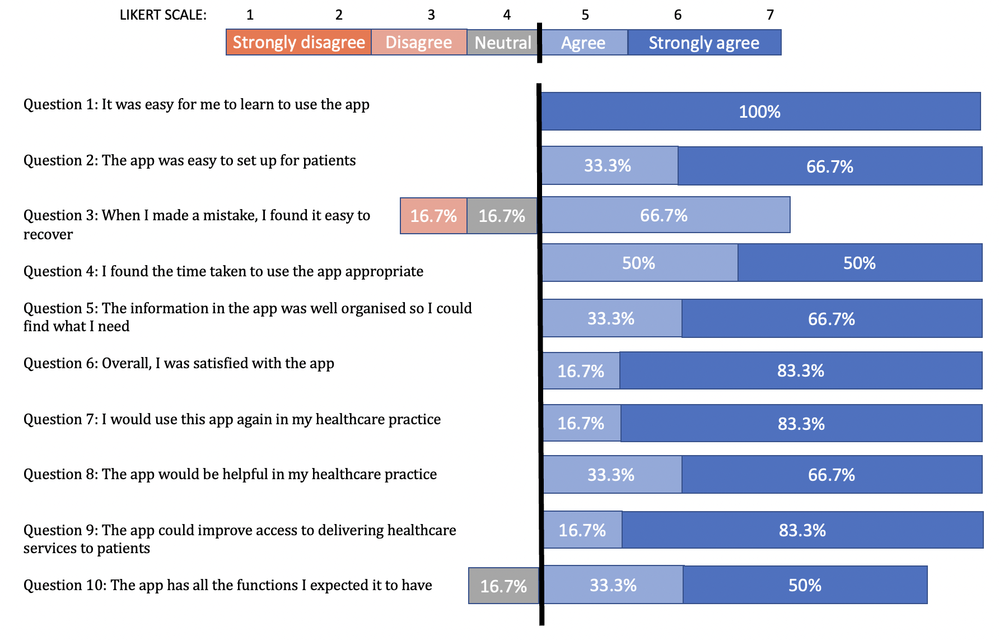 LIKERT SCALE: 1 2 3 4 5 6 7
Strongly disagree Disagree Neutral Agree Strongly agree
Question 1: It was easy for me to learn to use the app
100%
Question 2: The app was easy to set up for patients
33.3% 66.7%
Question 3: When I made a mistake, I found it easy to
recover
16.7% 16.7% 66.7%
Question 4: I found the time taken to use the app appropriate
50% 50%
Question 5: The information in the app was well organised so I could
find what I need
33.3% 66.7%
Question 6: Overall, I was satisfied with the app
16.7% 83.3%
Question 7: I would use this app again in my healthcare practice
16.7% 83.3%
Question 8: The app would be helpful in my healthcare practice
33.3% 66.7%
Question 9: The app could improve access to delivering healthcare
services to patients
16.7% 83.3%
Question 10: The app has all the functions I expected it to have
16.7% 33.3% 50%